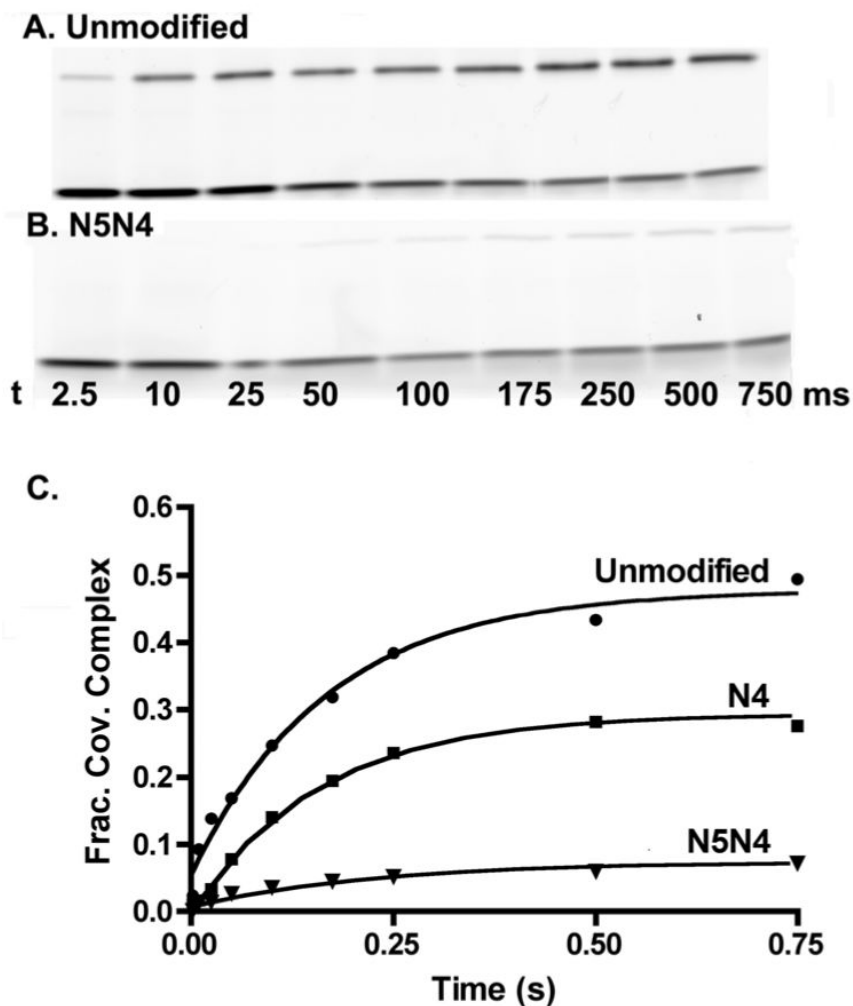 A. Unmodified
B. N5N4
t 2.5 10 25 50 100 175 250 500 750 ms
C.
0.6
0.5
0.4
0.3
0.2
0.1
0.0
Frac. Cov. Complex
Unmodified
N4
N5N4
0.00 0.25 0.50 0.75
Time (s)